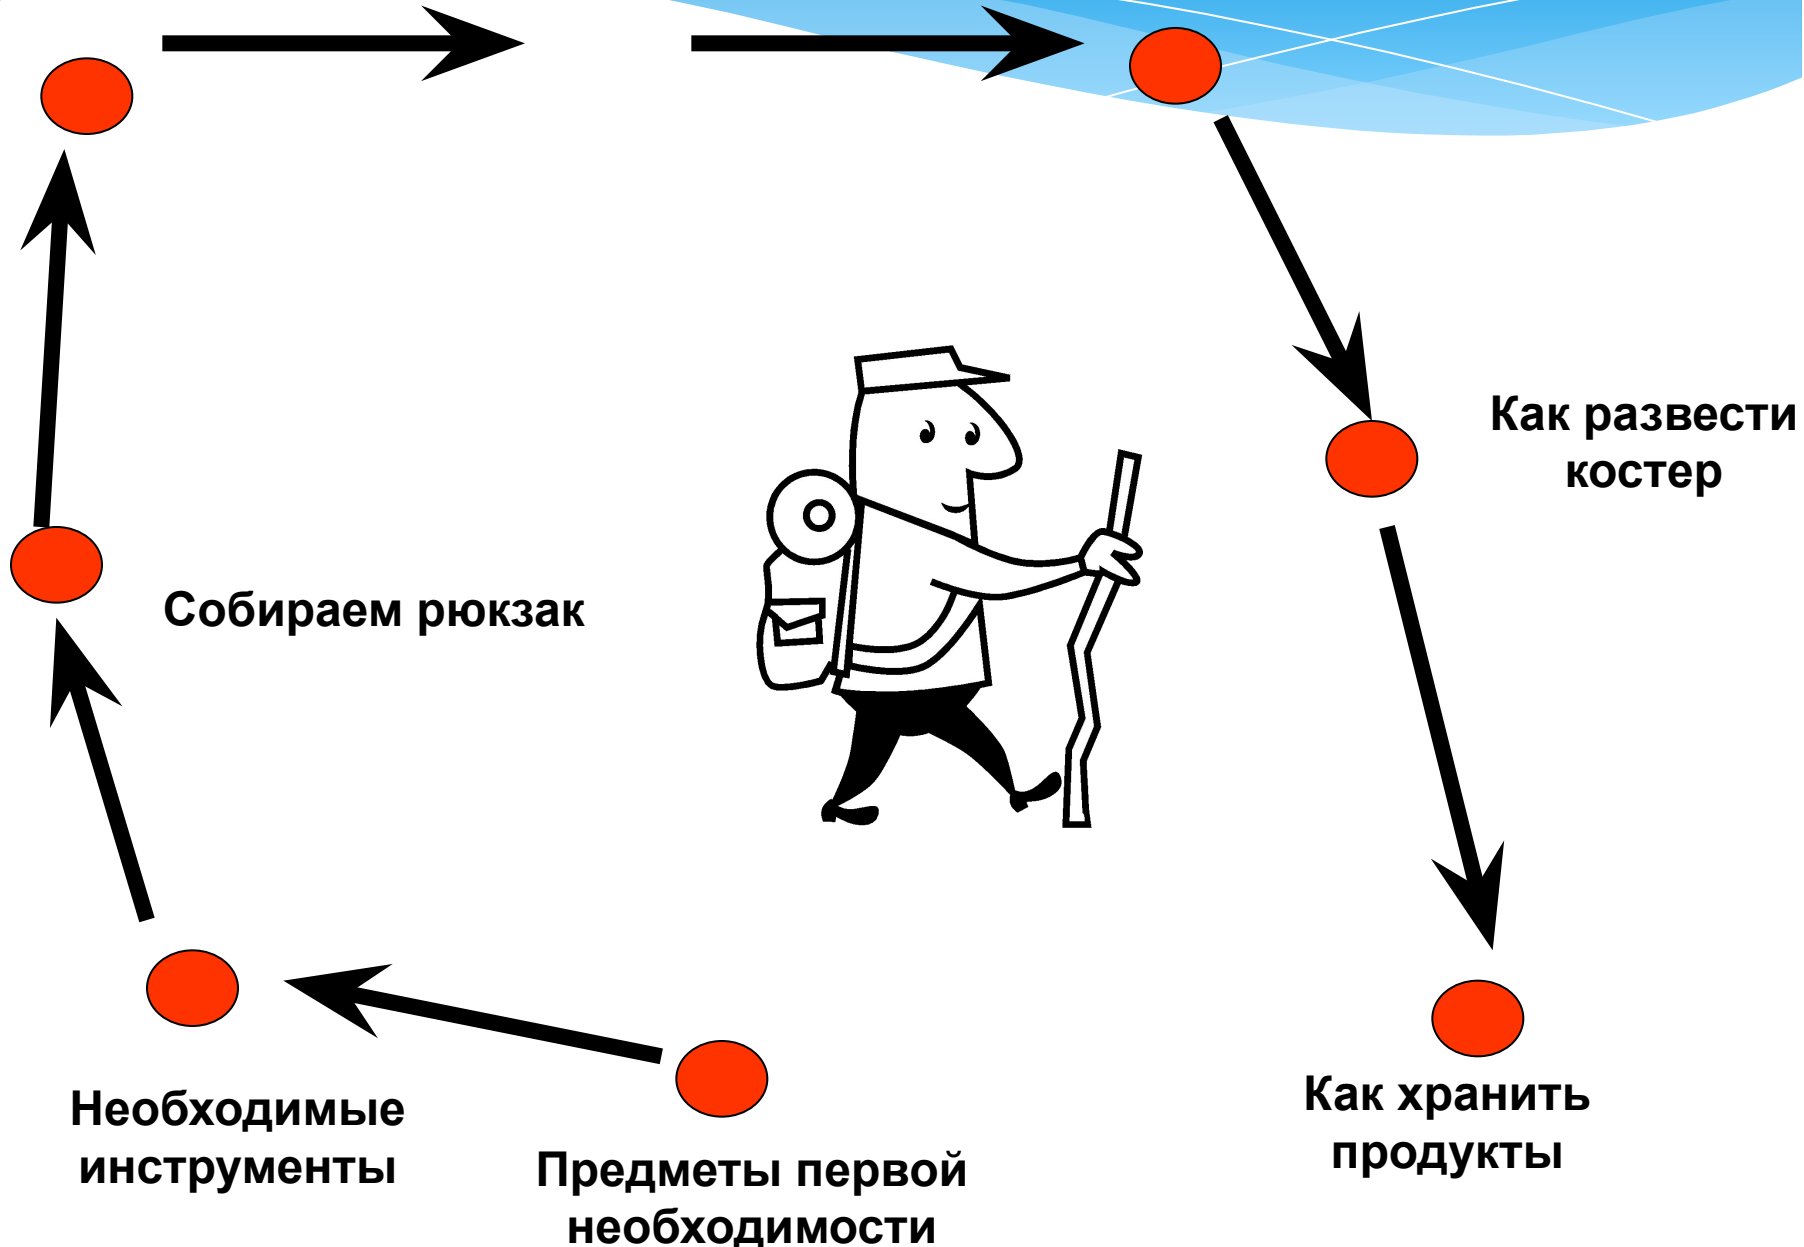 Как развести
костер
Собираем рюкзак
Необходимые
инструменты
Предметы первой
необходимости
Как хранить
продукты